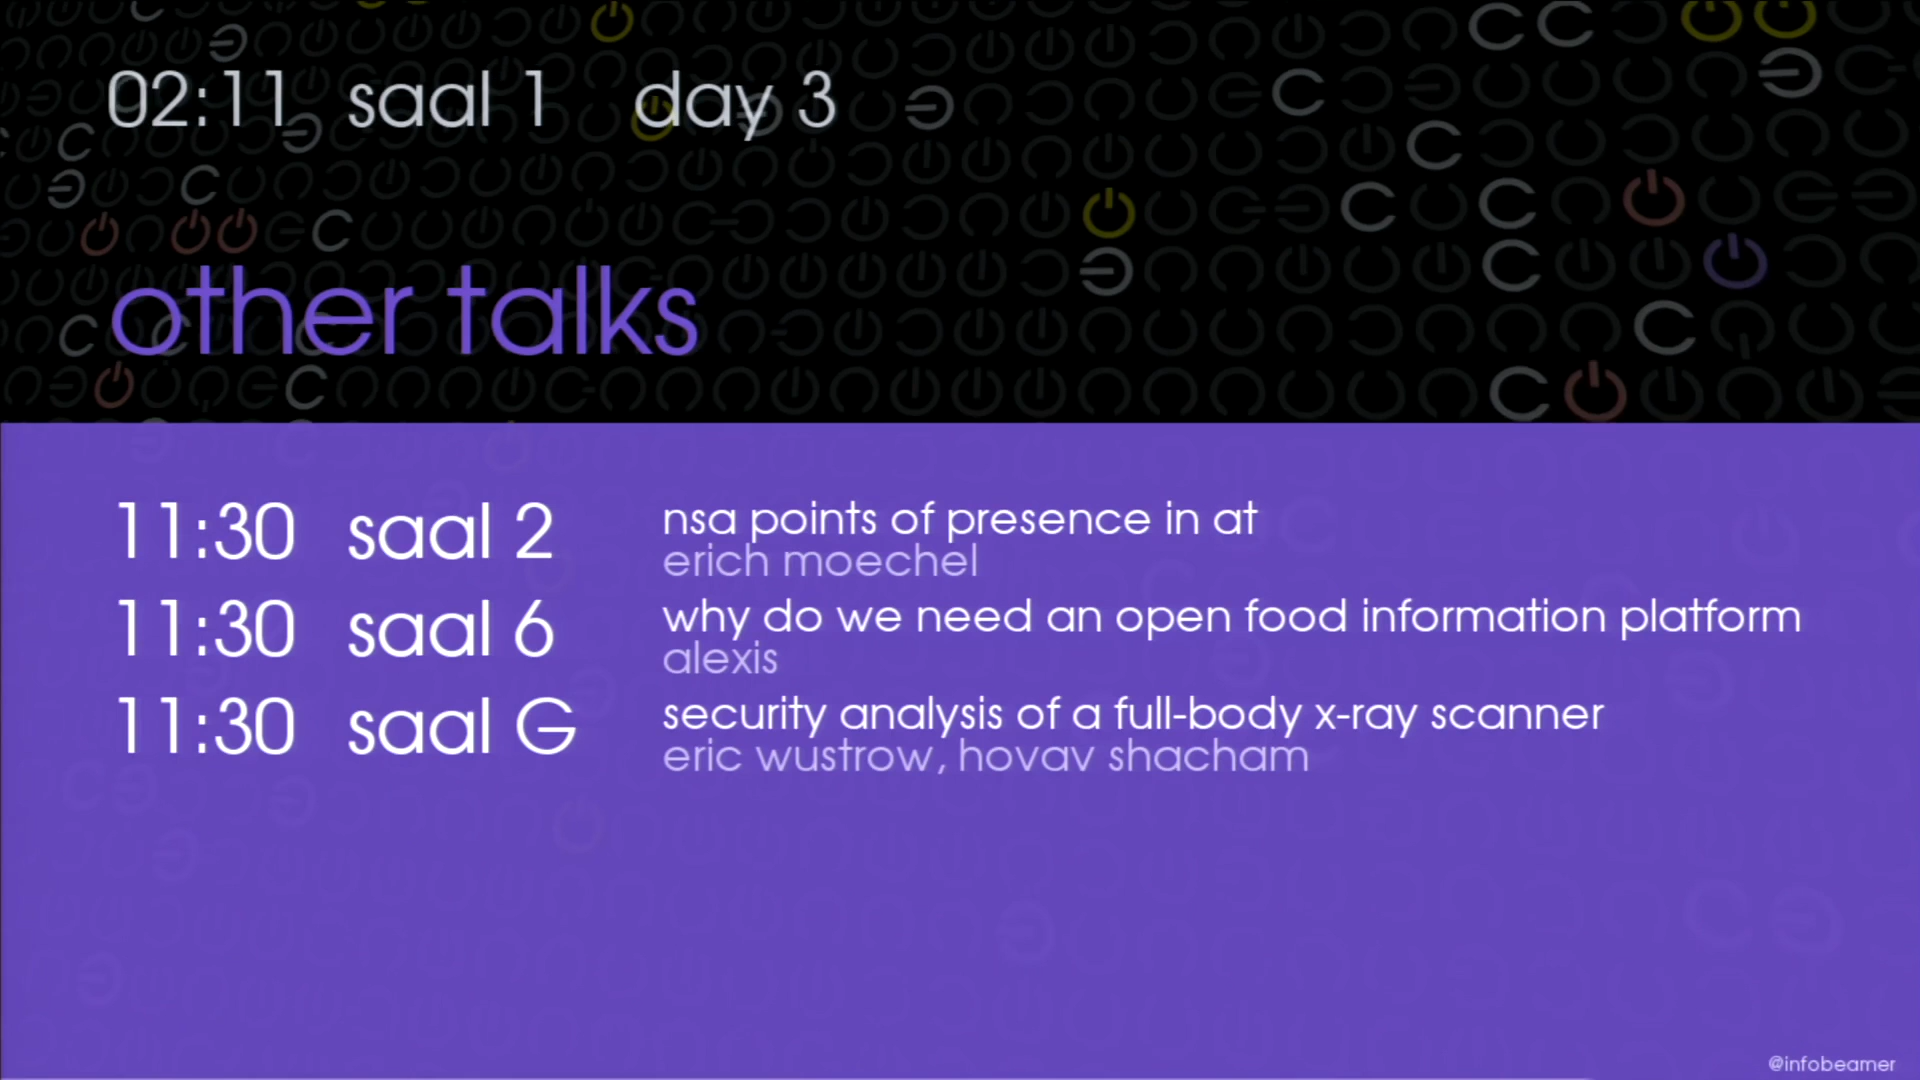 02:11 saal 1 day 3
other talks
11:30 saal 2 nsa points of presence in at
erich moechel
11:30 saal 6 why do we need an open food information platform
alexis
11:30 saal G security analysis of a full-body x-ray scanner
eric wustrow, hovav shacham
@infobeamer